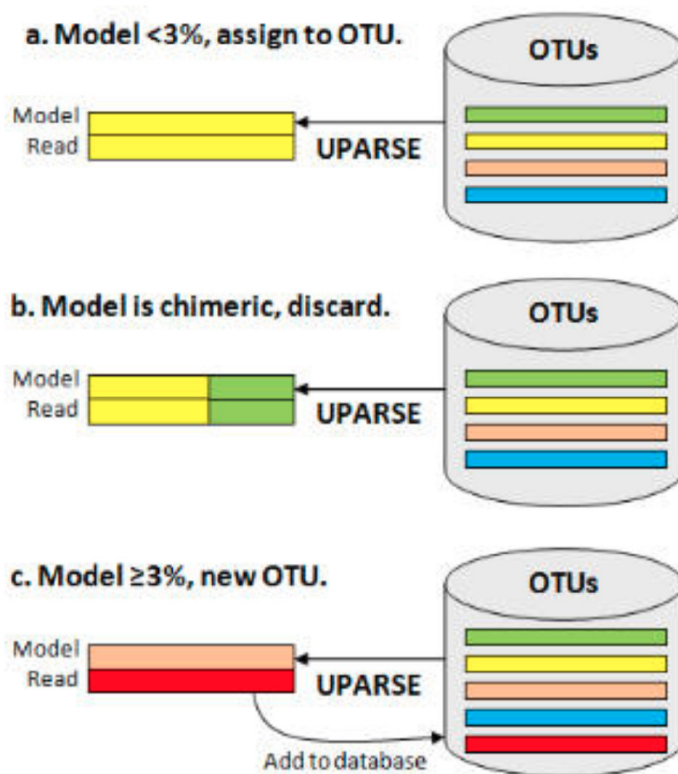 a. Model <3%, assign to OTU.
OTUs
Model
Read
UPARSE
b. Model is chimeric, discard.
OTUs
Model
Read
UPARSE
c. Model ≥3%, new OTU.
OTUs
Model
Read
UPARSE
Add to database